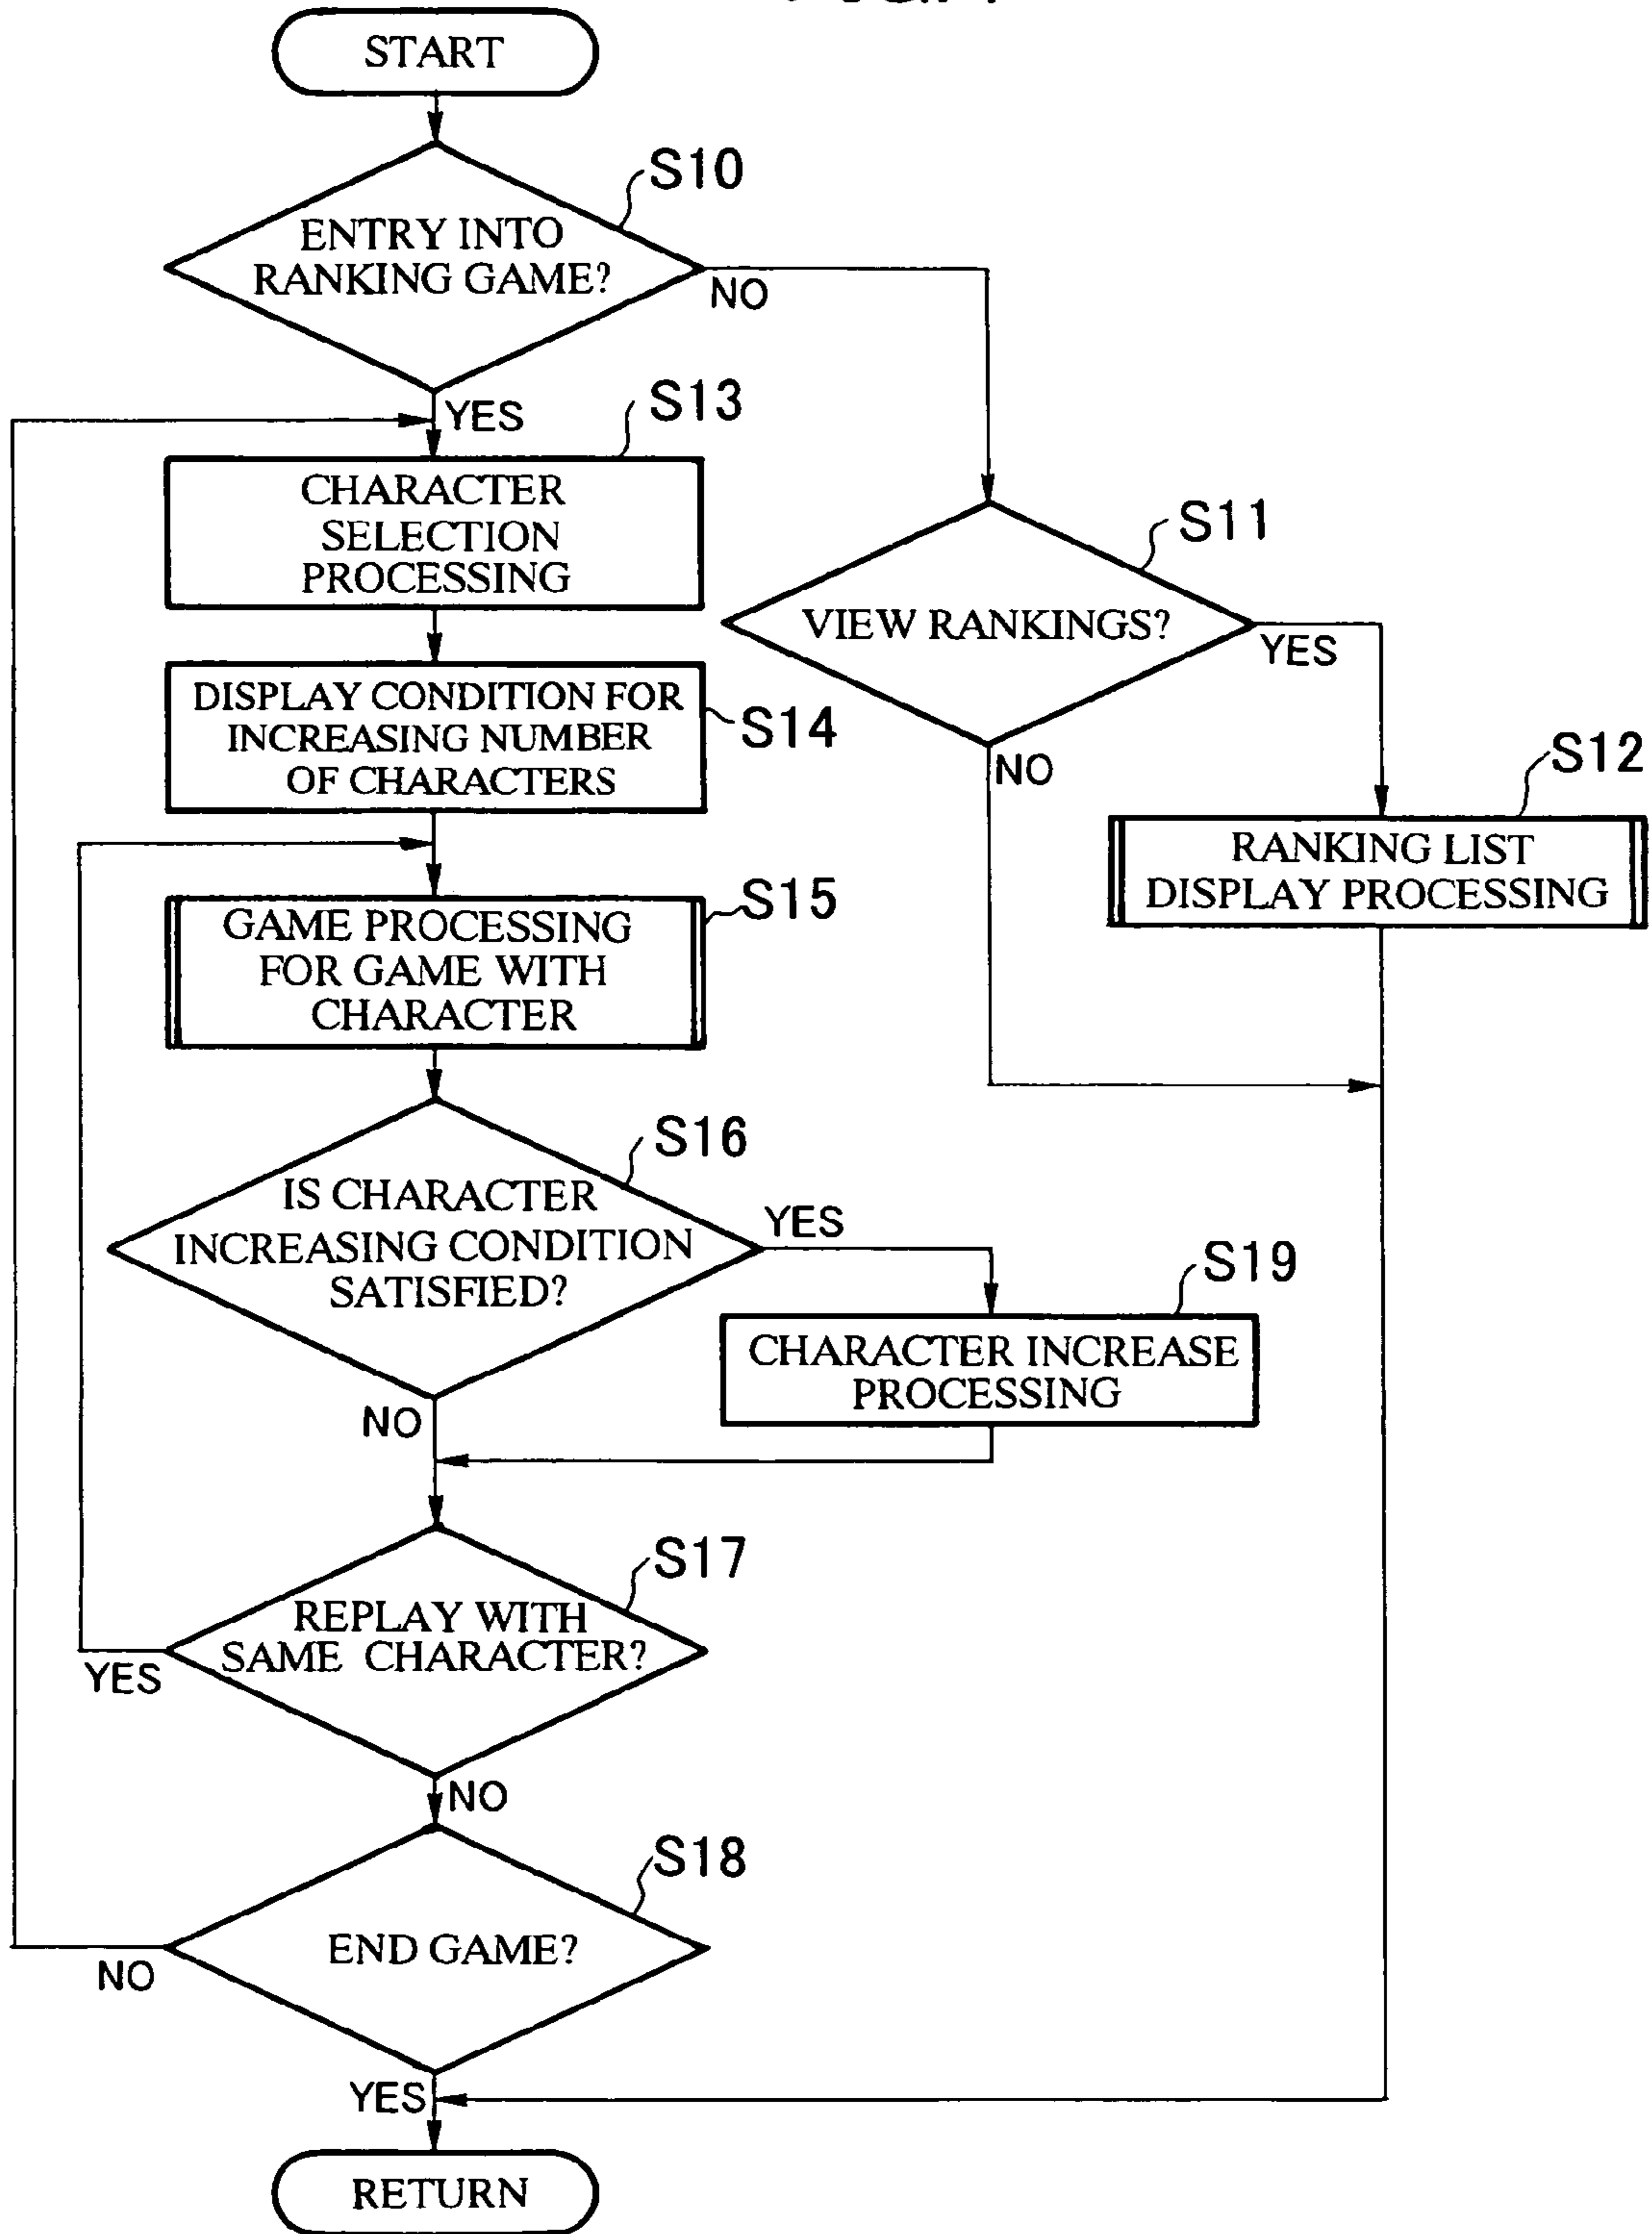 START
S10
ENTRY INTO
RANKING GAME?
NO
YES
S13
CHARACTER
SELECTION
PROCESSING
S11
VIEW RANKINGS?
YES
NO
DISPLAY CONDITION FOR
INCREASING NUMBER
OF CHARACTERS
S14
S12
RANKING LIST
DISPLAY PROCESSING
S15
GAME PROCESSING
FOR GAME WITH
CHARACTER
S16
IS CHARACTER
INCREASING CONDITION
SATISFIED?
YES
NO
S19
CHARACTER INCREASE
PROCESSING
S17
REPLAY WITH
SAME CHARACTER?
YES
NO
S18
END GAME?
NO
YES
RETURN